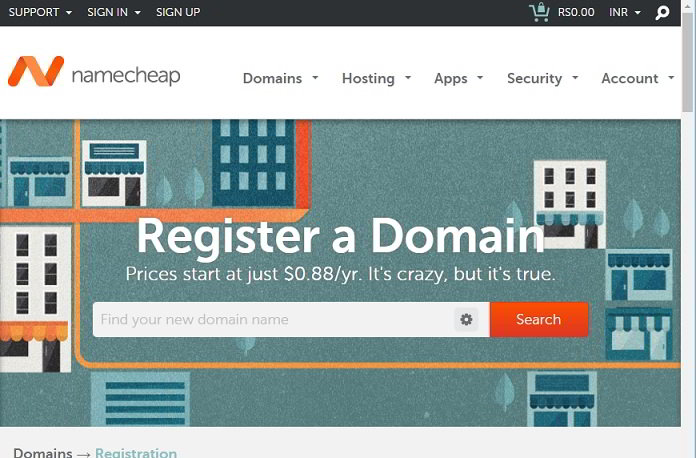 SUPPORT SIGN IN SIGN UP RS0.00 INR
namecheap Domains Hosting Apps Security Account
Register a Domain
Prices start at just $0.88/yr. It's crazy, but it's true.
Find your new domain name Search
Domains → Registration